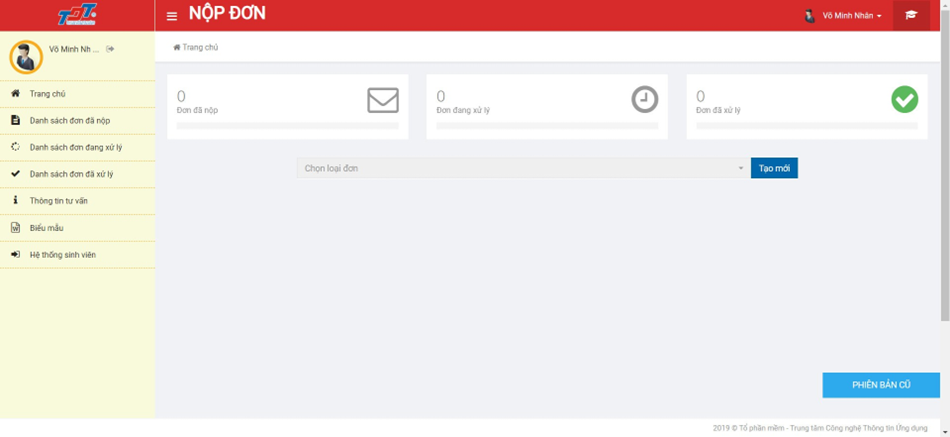 TDT
NỘP ĐƠN
Võ Minh Nhân
Võ Minh Nh ...
Trang chủ
Danh sách đơn đã nộp
Danh sách đơn đang xử lý
Danh sách đơn đã xử lý
Thông tin tư vấn
Biểu mẫu
Hệ thống sinh viên
Trang chủ
0
Đơn đã nộp
0
Đơn đang xử lý
0
Đơn đã xử lý
Chọn loại đơn
Tạo mới
PHIÊN BẢN CŨ
2019 © Tổ phần mềm - Trung tâm Công nghệ Thông tin Ứng dụng